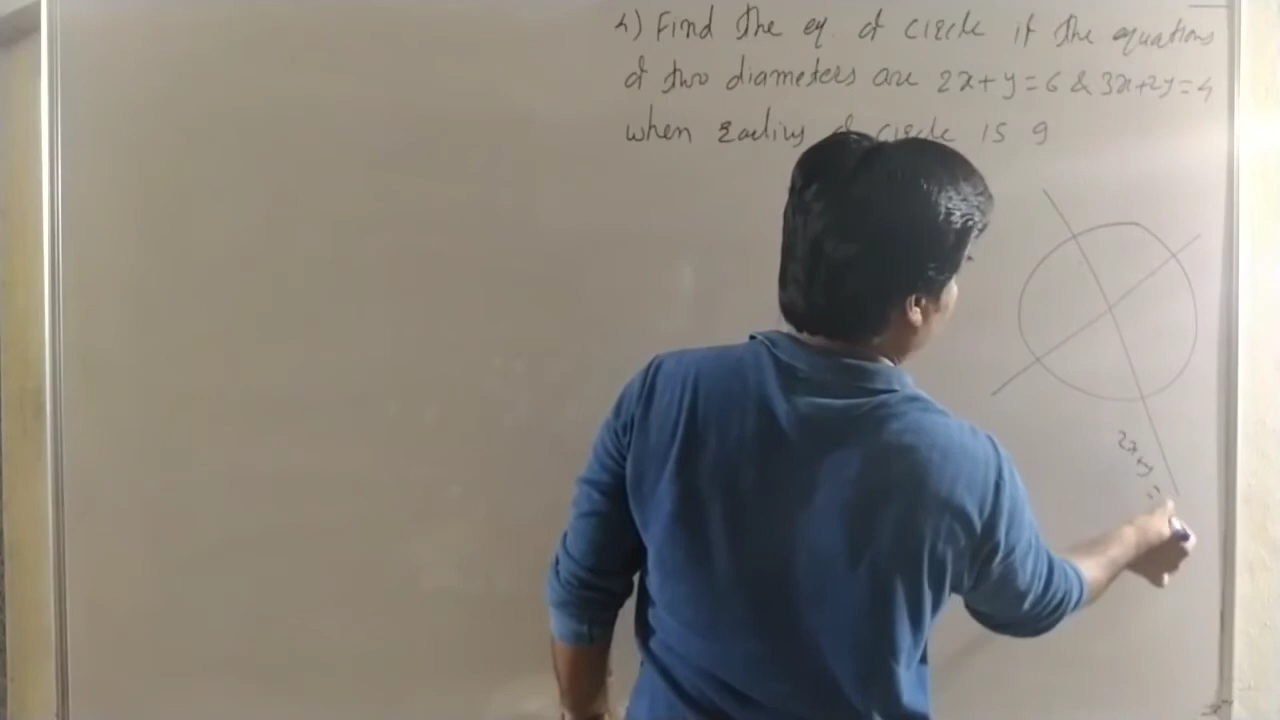 4) Find the eq of circle if the equations
of two diameters are 2x+y=6 & 3x+2y=4
when radius of circle is 9
2x+y=